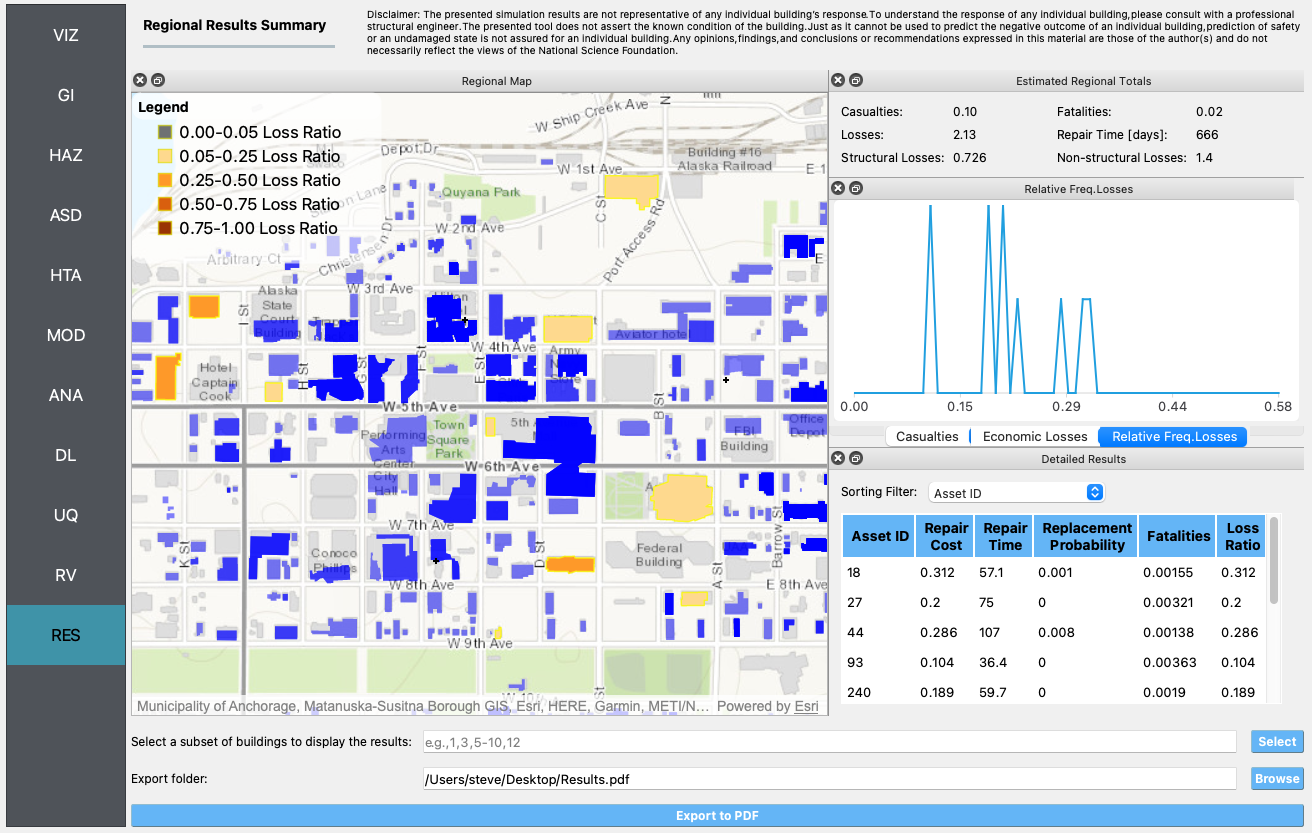 VIZ
GI
HAZ
ASD
HTA
MOD
ANA
DL
UQ
RV
RES
Regional Results Summary
Disclaimer: The presented simulation results are not representative of any individual building's response.To understand the response of any individual building,please consult with a professional
structural engineer.The presented tool does not assert the known condition of the building.Just as it cannot be used to predict the negative outcome of an individual building,prediction of safety
or an undamaged state is not assured for an individual building.Any opinions,findings,and conclusions or recommendations expressed in this material are those of the author(s) and do not
necessarily reflect the views of the National Science Foundation.
Regional Map
Legend
0.00-0.05 Loss Ratio
0.05-0.25 Loss Ratio
0.25-0.50 Loss Ratio
0.50-0.75 Loss Ratio
0.75-1.00 Loss Ratio
W Ship Creek Ave
N
Depot Dr
Building #16
Alaska Railroad
W 1st Ave
E 1
Quyana Park
C St
Port Access Rd
W 2nd Ave
Arbitrary Ct
Christensen Dr
E
W 3rd Ave
Alaska
State
Court
Building
I St
Aviator hotel
W 4th Ave
F St
Hotel
Captain
Cook
H St
G St
E St
Army
B St
W 5th Ave
Performing
Arts
Center
Town
Square
Park
5th
FBI
Building
Office
Depot
W 6th Ave
City
Hall
W 7th Ave
K St
Conoco
Phillips
D St
Federal
Building
A St
Barrow St
W 8th Ave
E 8th Ave
W 9th Ave
W 10
St
Municipality of Anchorage, Matanuska-Susitna Borough GIS, Esri, HERE, Garmin, METI/N... Powered by Esri
Estimated Regional Totals
Casualties: 0.10 Fatalities: 0.02
Losses: 2.13 Repair Time [days]: 666
Structural Losses: 0.726 Non-structural Losses: 1.4
Relative Freq.Losses
0.00 0.15 0.29 0.44 0.58
Casualties Economic Losses Relative Freq.Losses
Detailed Results
Sorting Filter: Asset ID
Asset ID Repair Cost Repair Time Replacement Probability Fatalities Loss Ratio
18 0.312 57.1 0.001 0.00155 0.312
27 0.2 75 0 0.00321 0.2
44 0.286 107 0.008 0.00138 0.286
93 0.104 36.4 0 0.00363 0.104
240 0.189 59.7 0 0.0019 0.189
Select a subset of buildings to display the results: e.g.,1,3,5-10,12 Select
Export folder: /Users/steve/Desktop/Results.pdf Browse
Export to PDF